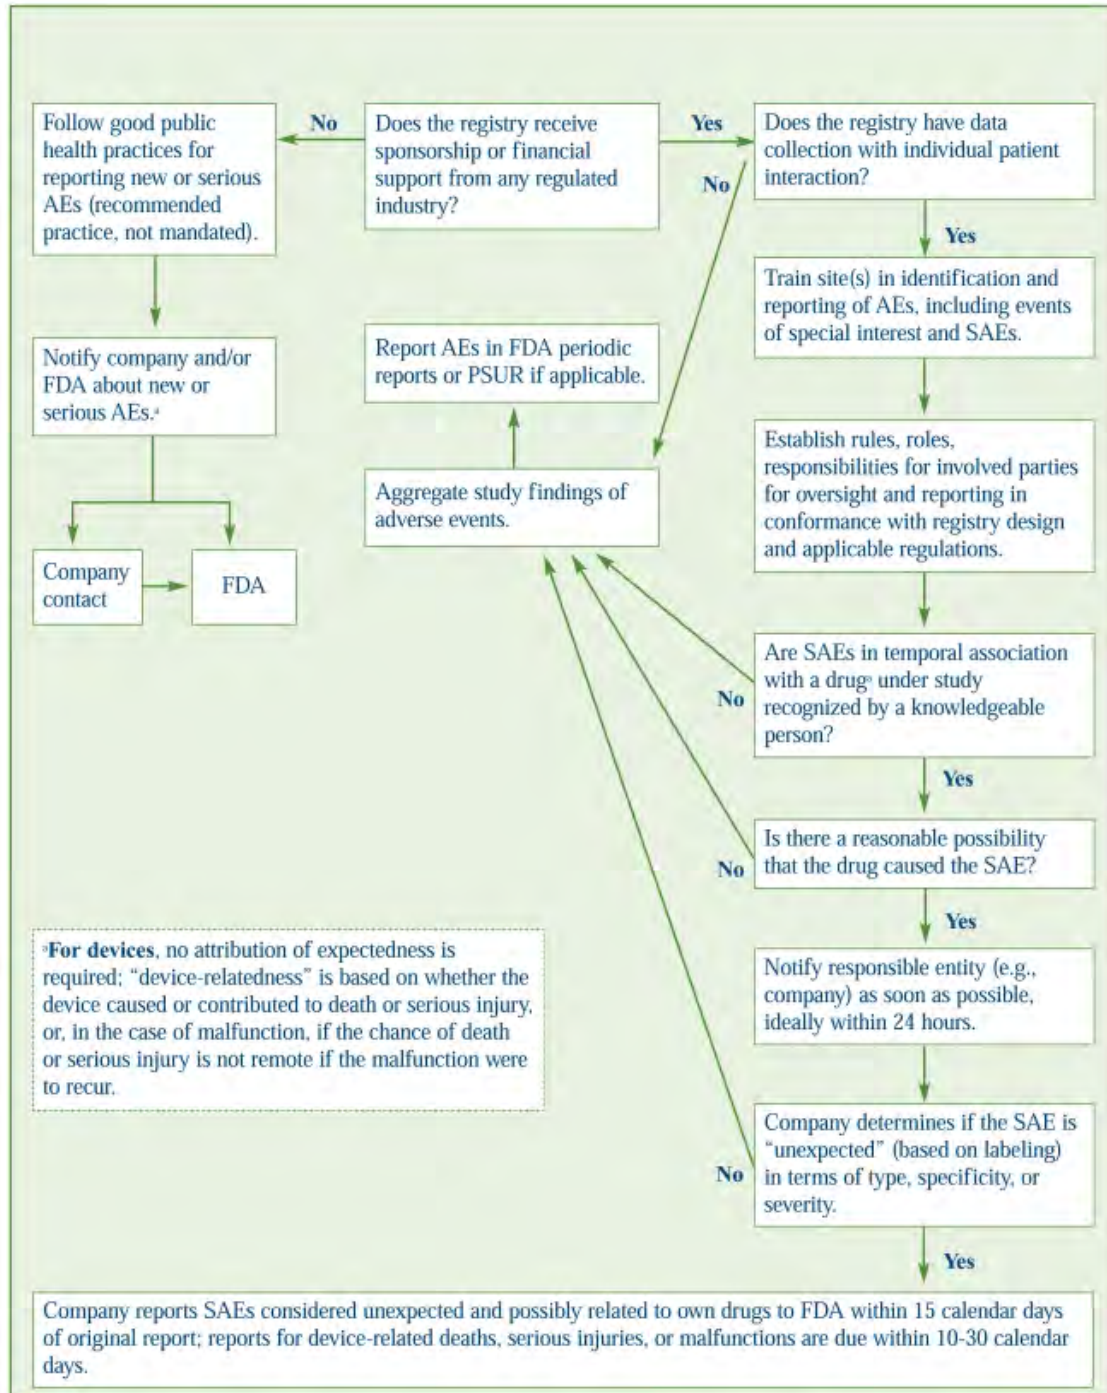 Follow good public
health practices for
reporting new or serious
AEs (recommended
practice, not mandated).
No
Does the registry receive
sponsorship or financial
support from any regulated
industry?
Yes
No
Does the registry have data
collection with individual patient
interaction?
Yes
Train site(s) in identification and
reporting of AEs, including events
of special interest and SAEs.
Notify company and/or
FDA about new or
serious AEs.ª
Report AEs in FDA periodic
reports or PSUR if applicable.
Establish rules, roles,
responsibilities for involved parties
for oversight and reporting in
conformance with registry design
and applicable regulations.
Aggregate study findings of
adverse events.
Company
contact
FDA
Are SAEs in temporal association
with a drugª under study
recognized by a knowledgeable
person?
No
Yes
Is there a reasonable possibility
that the drug caused the SAE?
No
Yes
ªFor devices, no attribution of expectedness is
required; “device-relatedness” is based on whether the
device caused or contributed to death or serious injury,
or, in the case of malfunction, if the chance of death
or serious injury is not remote if the malfunction were
to recur.
Notify responsible entity (e.g.,
company) as soon as possible,
ideally within 24 hours.
Company determines if the SAE is
“unexpected” (based on labeling)
in terms of type, specificity, or
severity.
No
Yes
Company reports SAEs considered unexpected and possibly related to own drugs to FDA within 15 calendar days
of original report; reports for device-related deaths, serious injuries, or malfunctions are due within 10-30 calendar
days.